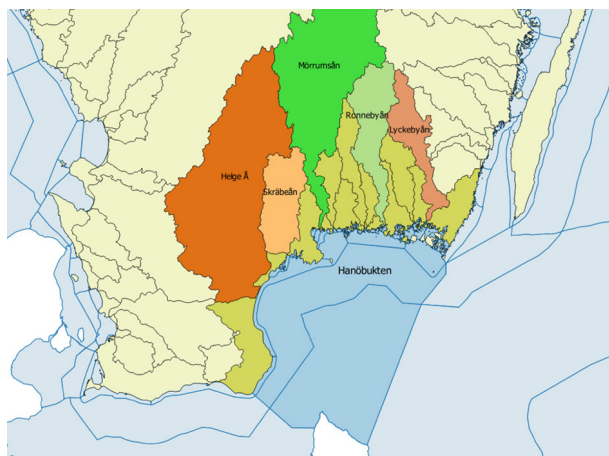 Mörrumsån
Ronnebyån
Lyckebyån
Helge Å
Skräbeån
Hanöbukten